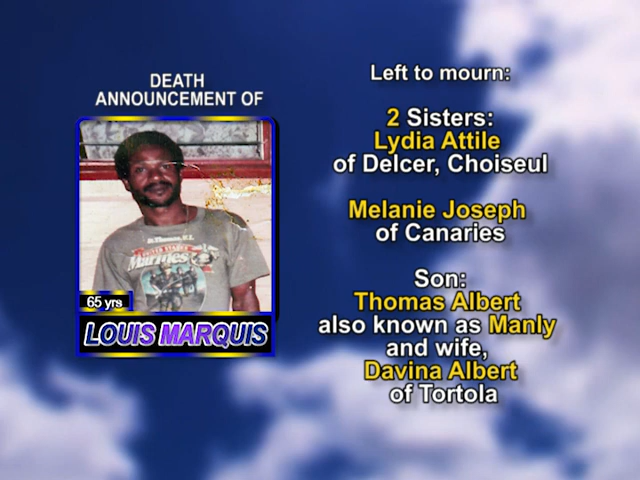 DEATH
ANNOUNCEMENT OF
Marines
65 yrs
LOUIS MARQUIS
Left to mourn:
2 Sisters:
Lydia Attile
of Delcer, Choiseul
Melanie Joseph
of Canaries
Son:
Thomas Albert
also known as Manly
and wife,
Davina Albert
of Tortola